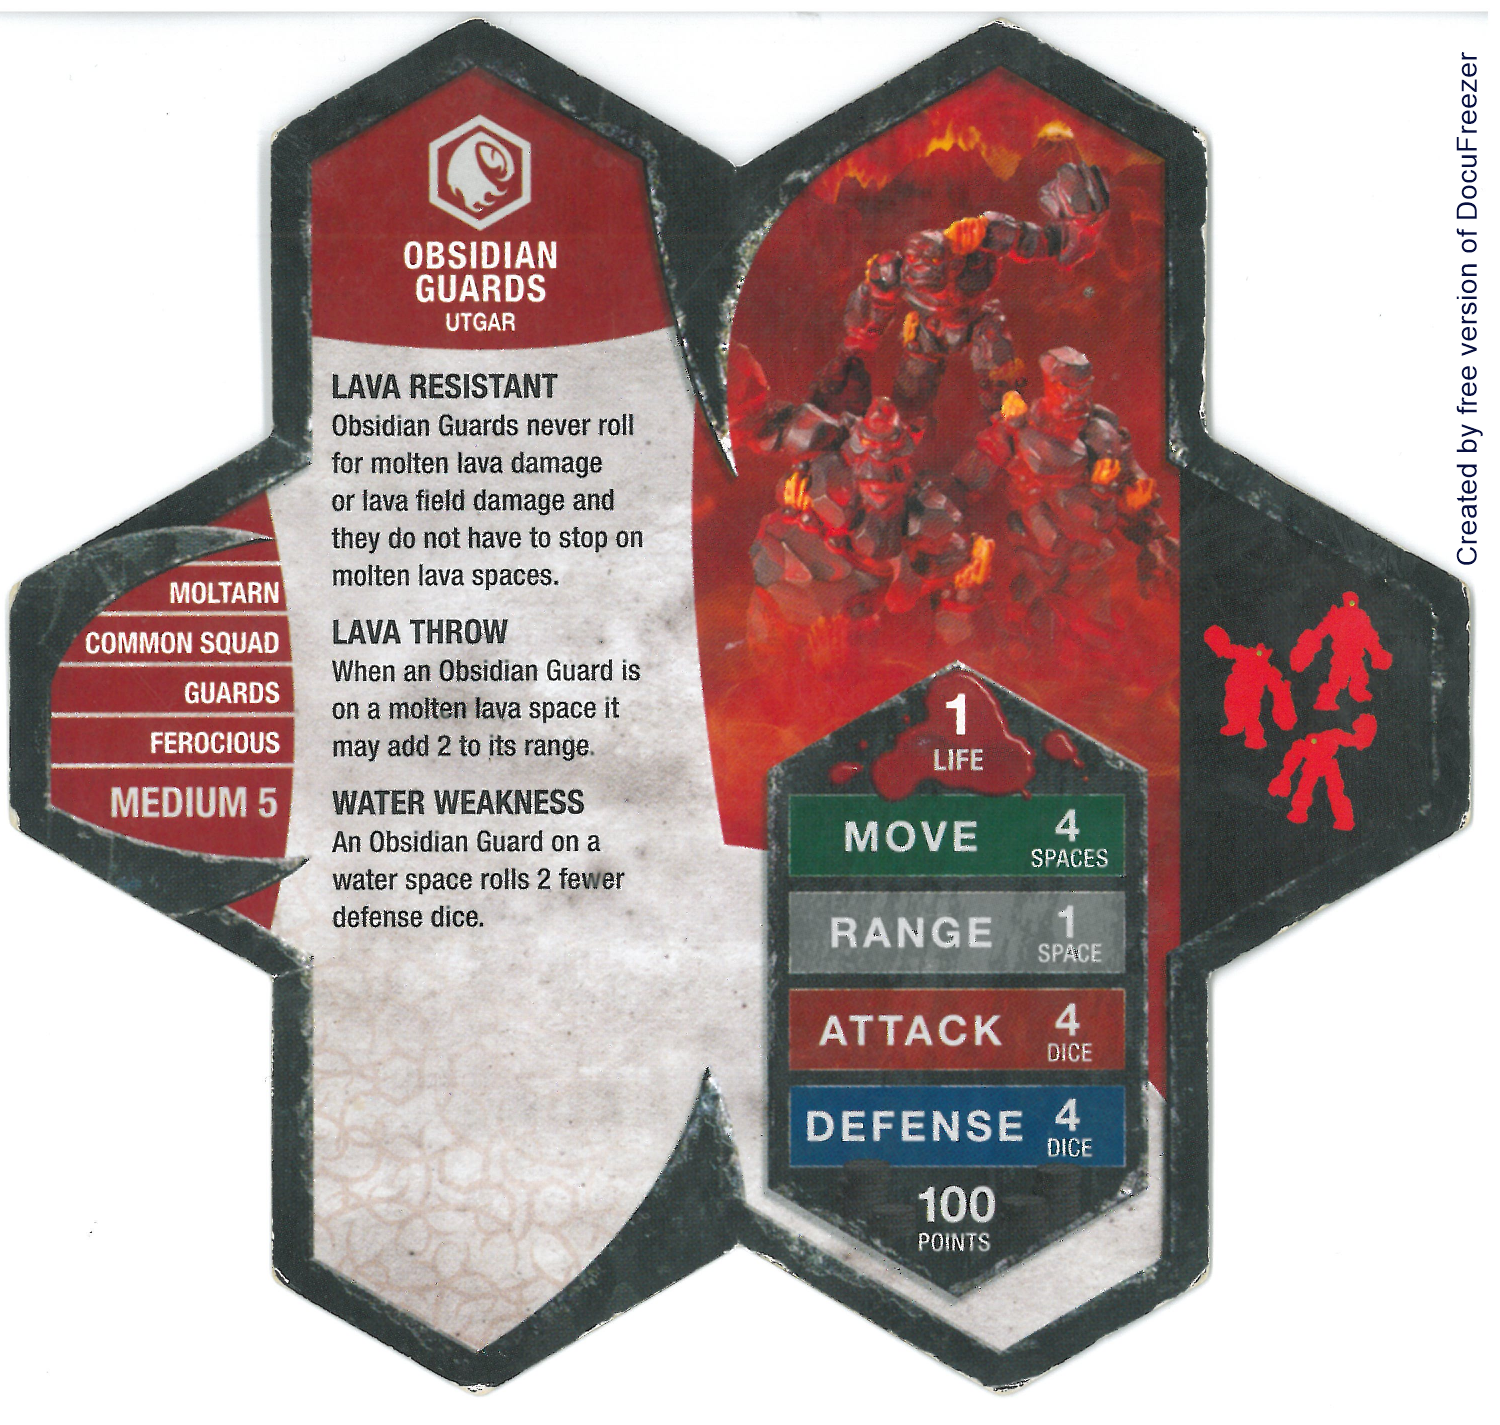 OBSIDIAN
GUARDS
UTGAR
LAVA RESISTANT
Obsidian Guards never roll
for molten lava damage
or lava field damage and
they do not have to stop on
molten lava spaces.
LAVA THROW
When an Obsidian Guard is
on a molten lava space it
may add 2 to its range.
WATER WEAKNESS
An Obsidian Guard on a
water space rolls 2 fewer
defense dice.
MOLTARN
COMMON SQUAD
GUARDS
FEROCIOUS
MEDIUM 5
1
LIFE
MOVE 4
SPACES
RANGE 1
SPACE
ATTACK 4
DICE
DEFENSE 4
DICE
100
POINTS
Created by free version of DocuFreezer